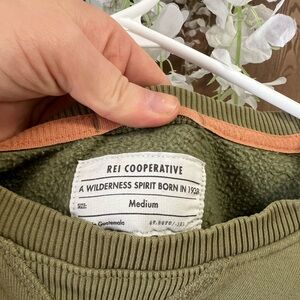 REI COOPERATIVE
A WILDERNESS SPIRIT BORN IN 1938
Medium
Guatemala